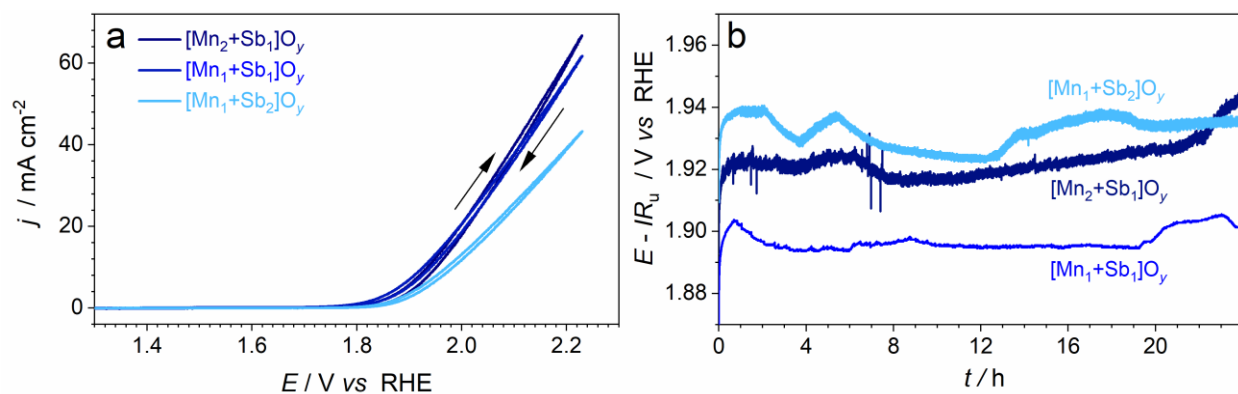 a
[Mn₂+Sb₁]Oy
[Mn₁+Sb₁]Oy
[Mn₁+Sb₂]Oy
j / mA cm⁻²
60
40
20
0
1.4
1.6
1.8
2.0
2.2
E / V vs RHE
b
[Mn₁+Sb₂]Oy
[Mn₂+Sb₁]Oy
[Mn₁+Sb₁]Oy
E - IRᵤ / V vs RHE
1.96
1.94
1.92
1.90
1.88
0
4
8
12
16
20
t / h